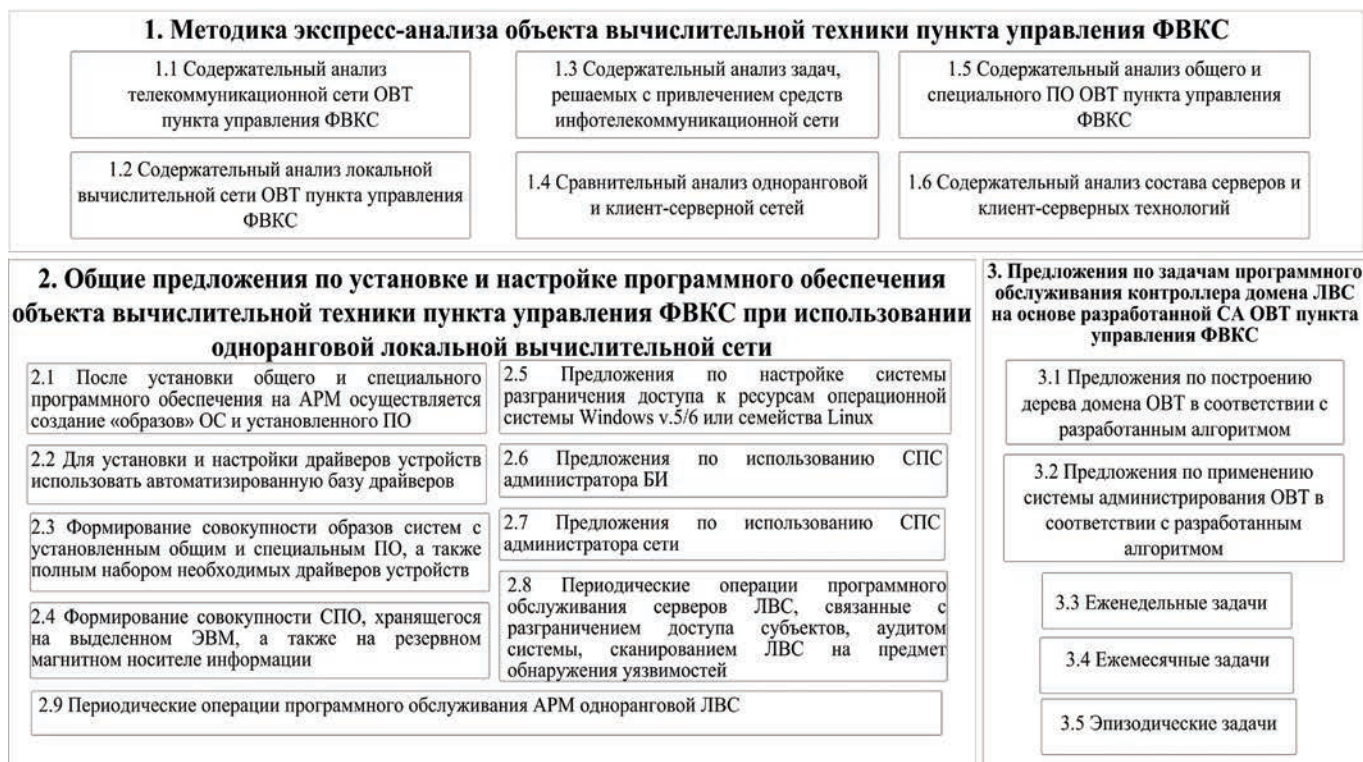 1. Методика экспресс-анализа объекта вычислительной техники пункта управления ФВКС
1.1 Содержательный анализ
телекоммуникационной сети ОВТ
пункта управления ФВКС
1.2 Содержательный анализ локальной
вычислительной сети ОВТ пункта управления
ФВКС
1.3 Содержательный анализ задач,
решаемых с привлечением средств
инфотелекоммуникационной сети
1.4 Сравнительный анализ одноранговой
и клиент-серверной сетей
1.5 Содержательный анализ общего и
специального ПО ОВТ пункта управления
ФВКС
1.6 Содержательный анализ состава серверов и
клиент-серверных технологий
2. Общие предложения по установке и настройке программного обеспечения
объекта вычислительной техники пункта управления ФВКС при использовании
одноранговой локальной вычислительной сети
2.1 После установки общего и специального
программного обеспечения на АРМ осуществляется
создание «образов» ОС и установленного ПО
2.2 Для установки и настройки драйверов устройств
использовать автоматизированную базу драйверов
2.3 Формирование совокупности образов систем с
установленным общим и специальным ПО, а также
полным набором необходимых драйверов устройств
2.4 Формирование совокупности СПО, хранящегося
на выделенном ЭВМ, а также на резервном
магнитном носителе информации
2.5 Предложения по настройке системы
разграничения доступа к ресурсам операционной
системы Windows v.5/6 или семейства Linux
2.6 Предложения по использованию СПС
администратора БИ
2.7 Предложения по использованию СПС
администратора сети
2.8 Периодические операции программного
обслуживания серверов ЛВС, связанные с
разграничением доступа субъектов, аудитом
системы, сканированием ЛВС на предмет
обнаружения уязвимостей
2.9 Периодические операции программного обслуживания АРМ одноранговой ЛВС
3. Предложения по задачам программного
обслуживания контроллера домена ЛВС
на основе разработанной СА ОВТ пункта
управления ФВКС
3.1 Предложения по построению
дерева домена ОВТ в соответствии с
разработанным алгоритмом
3.2 Предложения по применению
системы администрирования ОВТ в
соответствии с разработанным
алгоритмом
3.3 Еженедельные задачи
3.4 Ежемесячные задачи
3.5 Эпизодические задачи